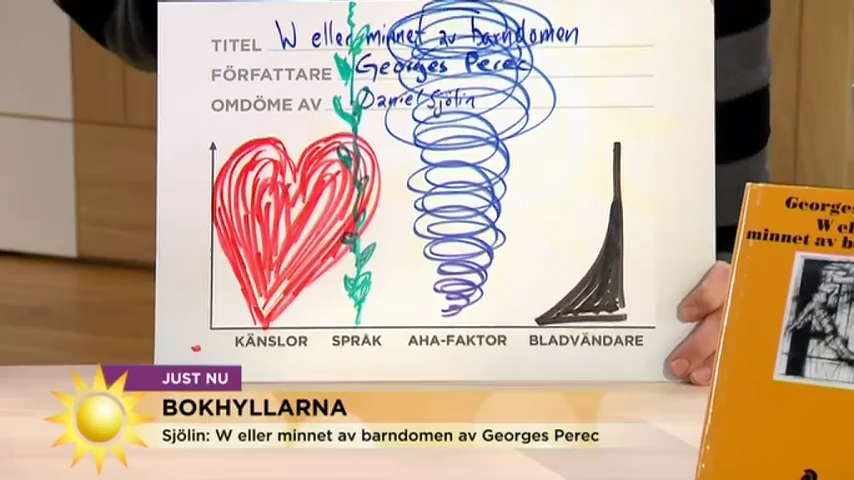 TITEL W eller minnet av barndomen
FÖRFATTARE Georges Perec
OMDÖME AV Daniel Sjölin
KÄNSLOR SPRÅK AHA-FAKTOR BLADVÄNDARE
Georges
W el
minnet av b
JUST NU
BOKHYLLARNA
Sjölin: W eller minnet av barndomen av Georges Perec